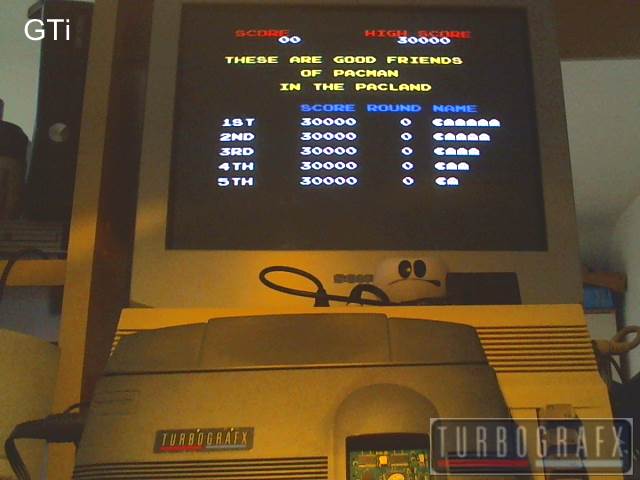 GTi
SCORE HIGH SCORE
00 30000
THESE ARE GOOD FRIENDS
OF PACMAN
IN THE PACLAND
SCORE ROUND NAME
1ST 30000 0
2ND 30000 0
3RD 30000 0
4TH 30000 0
5TH 30000 0
TURBOGRAFX
TURBOGRAFX